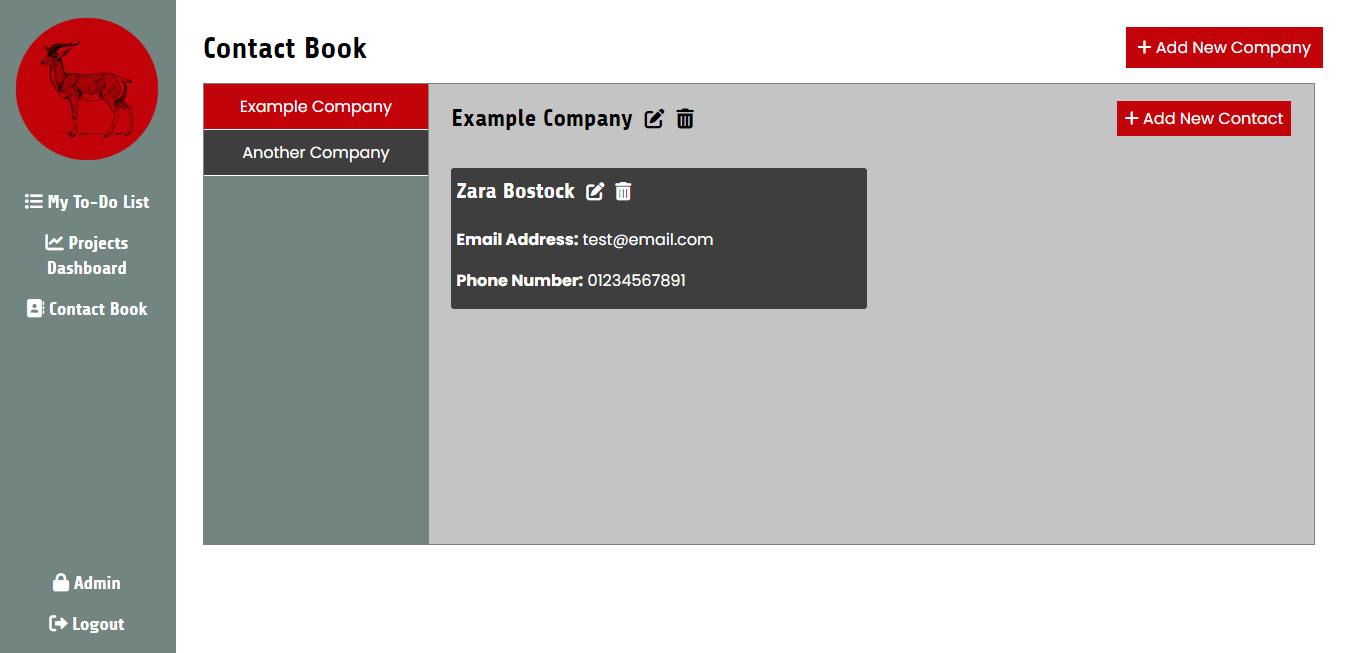 My To-Do List
Projects
Dashboard
Contact Book
Admin
Logout
Contact Book
+ Add New Company
Example Company
Another Company
Example Company
+ Add New Contact
Zara Bostock
Email Address: test@email.com
Phone Number: 01234567891